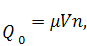 Q₀ = μVn,